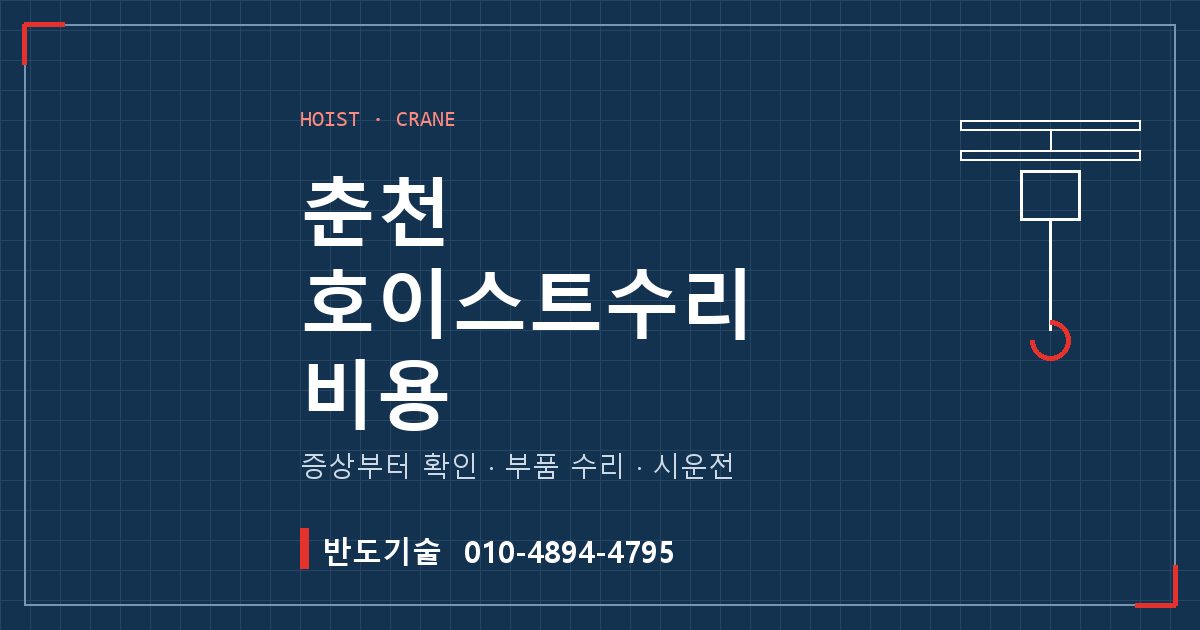 HOIST · CRANE
춘천
호이스트수리
비용
증상부터 확인 · 부품 수리 · 시운전
반도기술 010-4894-4795